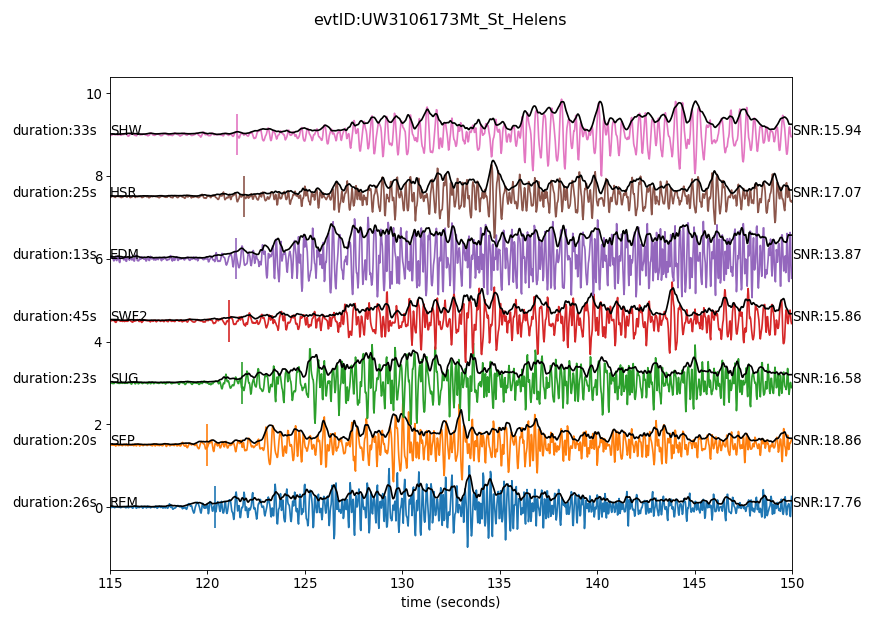 evtID:UW3106173Mt_St_Helens
10
duration:33s SHW SNR:15.94
8
duration:25s HSR SNR:17.07
duration:13s EDM SNR:13.87
6
duration:45s SWF2 SNR:15.86
4
duration:23s SUG SNR:16.58
2
duration:20s SEP SNR:18.86
duration:26s REM SNR:17.76
0
115 120 125 130 135 140 145 150
time (seconds)